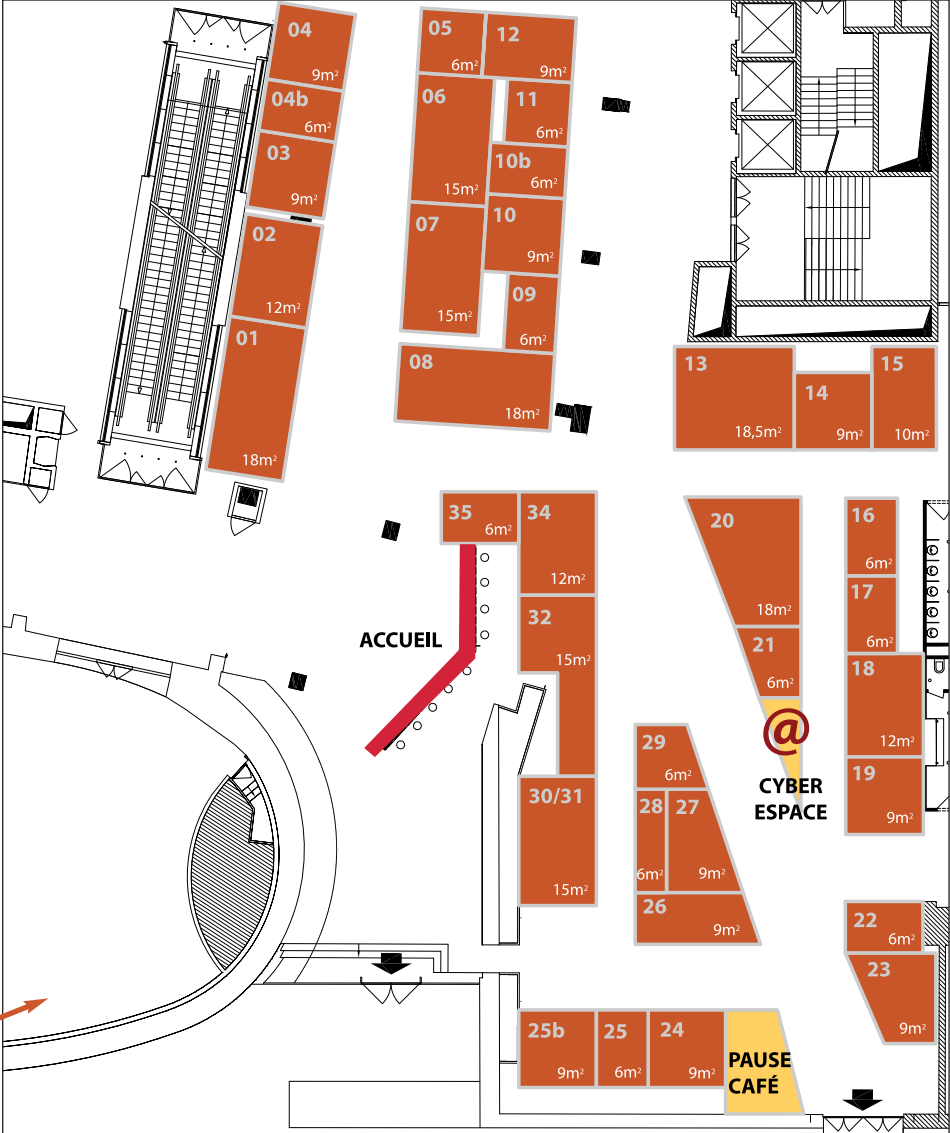 04
9m²
04b
6m²
03
9m²
02
12m²
01
18m²
05
6m²
12
9m²
06
15m²
11
6m²
10b
6m²
07
15m²
10
9m²
09
6m²
08
18m²
13
18,5m²
14
9m²
15
10m²
35
6m²
34
12m²
32
15m²
30/31
15m²
ACCUEIL
20
18m²
21
6m²
@
CYBER
ESPACE
16
6m²
17
6m²
18
12m²
19
9m²
29
6m²
28
6m²
27
9m²
26
9m²
22
6m²
23
9m²
25b
9m²
25
6m²
24
9m²
PAUSE
CAFÉ